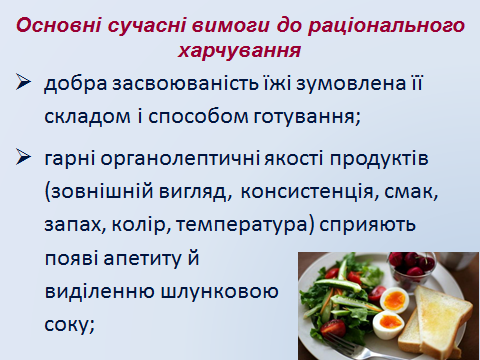 Основні сучасні вимоги до раціонального
харчування
добра засвоюваність їжі зумовлена її
складом і способом готування;
гарні органолептичні якості продуктів
(зовнішній вигляд, консистенція, смак,
запах, колір, температура) сприяють
появі апетиту й
виділенню шлунковою
соку;